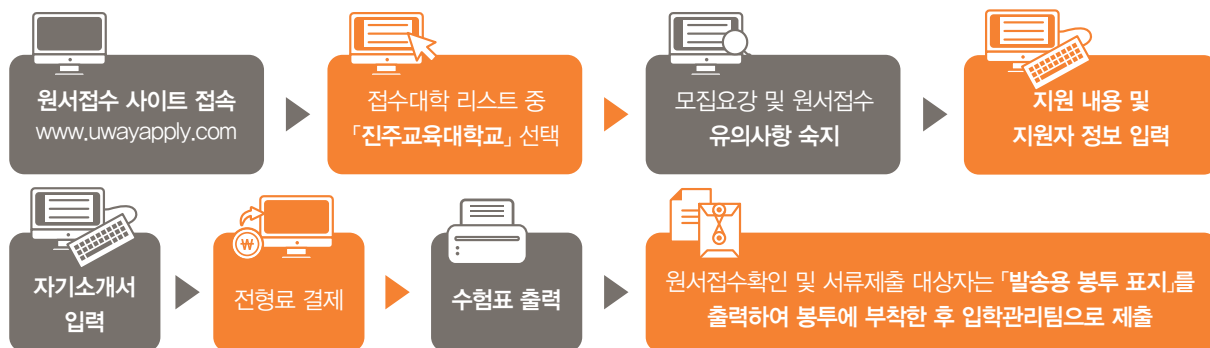 원서접수 사이트 접속
www.uwayapply.com
접수대학 리스트 중
「진주교육대학교」 선택
모집요강 및 원서접수
유의사항 숙지
지원 내용 및
지원자 정보 입력
자기소개서
입력
₩
전형료 결제
수험표 출력
원서접수확인 및 서류제출 대상자는 「발송용 봉투 표지」를
출력하여 봉투에 부착한 후 입학관리팀으로 제출